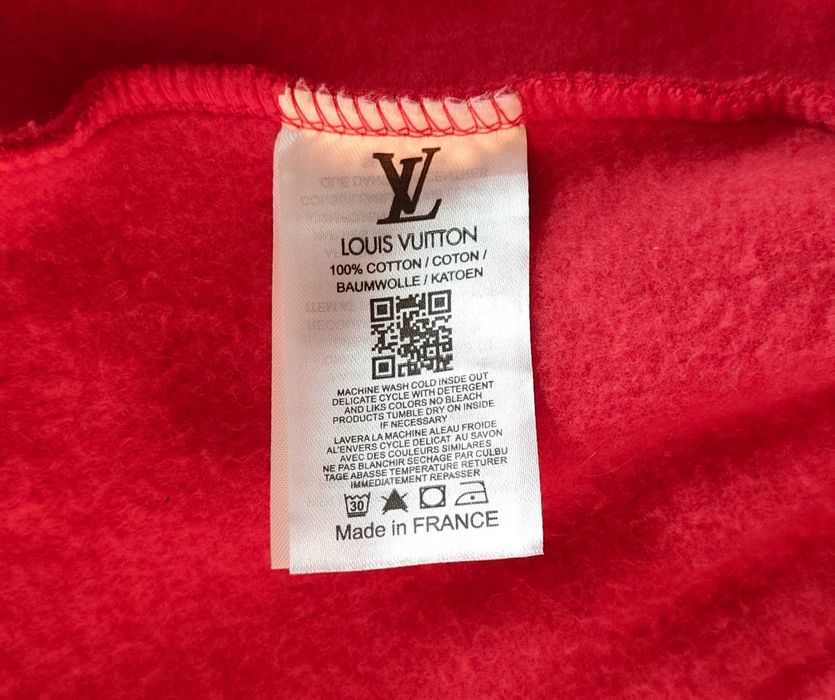 LV
LOUIS VUITTON
100% COTTON / COTON /
BAUMWOLLE / KATOEN
MACHINE WASH COLD INSDE OUT
DELICATE CYCLE WITH DETERGENT
AND LIKS COLORS NO BLEACH
PRODUCTS TUMBLE DRY ON INSIDE
IF NECESSARY
LAVERA LA MACHINE ALEAU FROIDE
AL'ENVERS CYCLE DELICAT AU SAVON
AVEC DES COULEURS SIMILARES
NE PAS BLANCHIR SECHAGE PAR CULBU
TAGE ABASSE TEMPERATURE RETURER
IMMEDIATEMENT REPASSER
30
Made in FRANCE